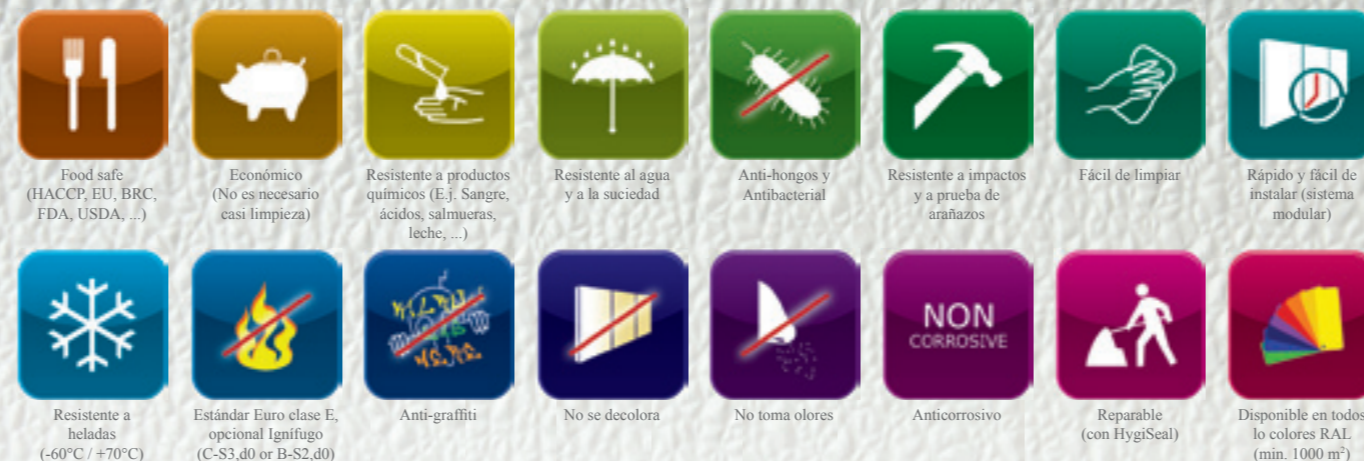 Food safe
(HACCP, EU, BRC,
FDA, USDA, ...)
Económico
(No es necesario
casi limpieza)
Resistente a productos
químicos (E.j. Sangre,
ácidos, salmueras,
leche, ...)
Resistente al agua
y a la suciedad
Anti-hongos y
Antibacterial
Resistente a impactos
y a prueba de
arañazos
Fácil de limpiar
Rápido y fácil de
instalar (sistema
modular)
NON
CORROSIVE
Resistente a
heladas
(-60°C / +70°C)
Estándar Euro clase E,
opcional Ignífugo
(C-S3,d0 or B-S2,d0)
Anti-graffiti
No se decolora
No toma olores
Anticorrosivo
Reparable
(con HygiSeal)
Disponible en todos
lo colores RAL
(min. 1000 m²)